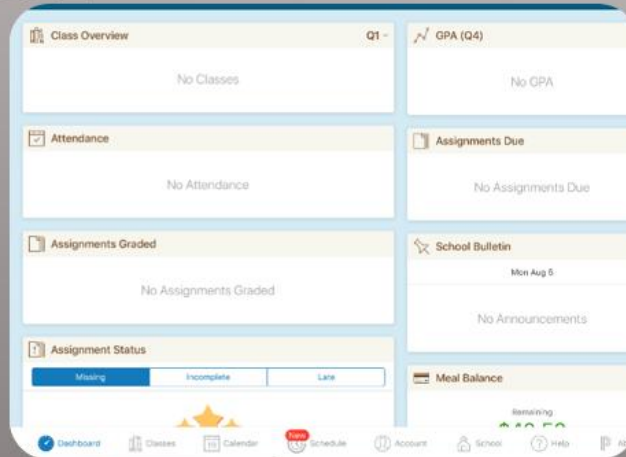 Class Overview
Q1
No Classes
GPA (Q4)
No GPA
Attendance
No Attendance
Assignments Due
No Assignments Due
Assignments Graded
No Assignments Graded
School Bulletin
Mon Aug 6
No Announcements
Assignment Status
Missing Incomplete Late
Meal Balance
Remaining
Dashboard Classes Calendar New Schedule Account School Help